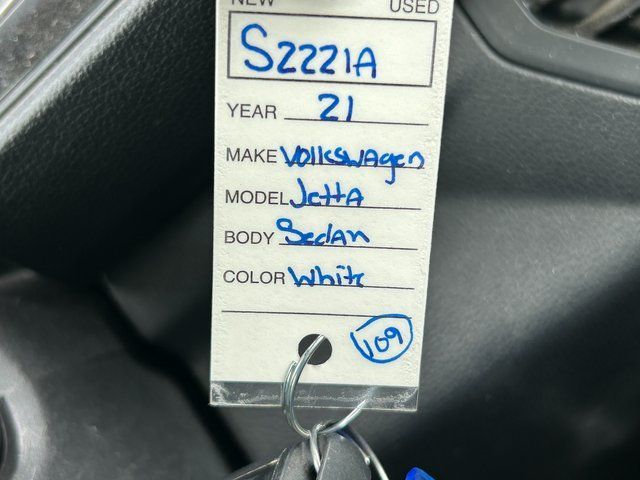 NEW USED
S2221A
YEAR 21
MAKE Volkswagen
MODEL Jetta
BODY Sedan
COLOR White
109